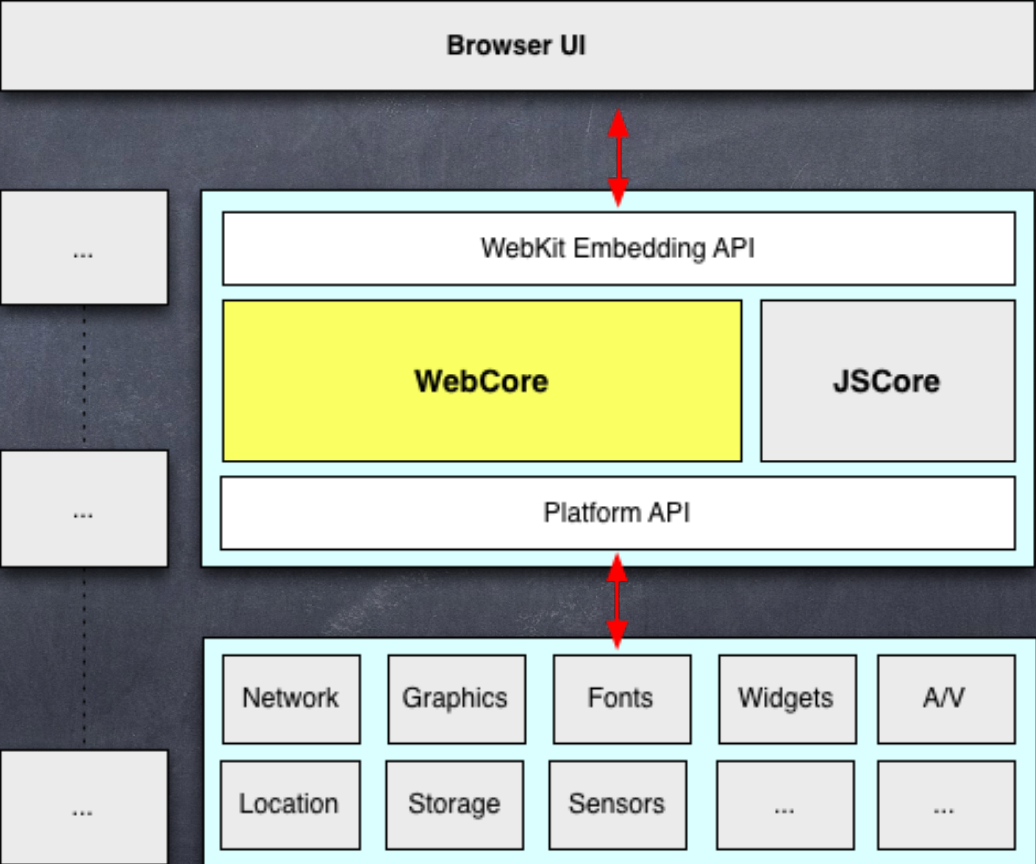 Browser UI
...
WebKit Embedding API
WebCore
JSCore
...
Platform API
Network
Graphics
Fonts
Widgets
A/V
...
Location
Storage
Sensors
...
...